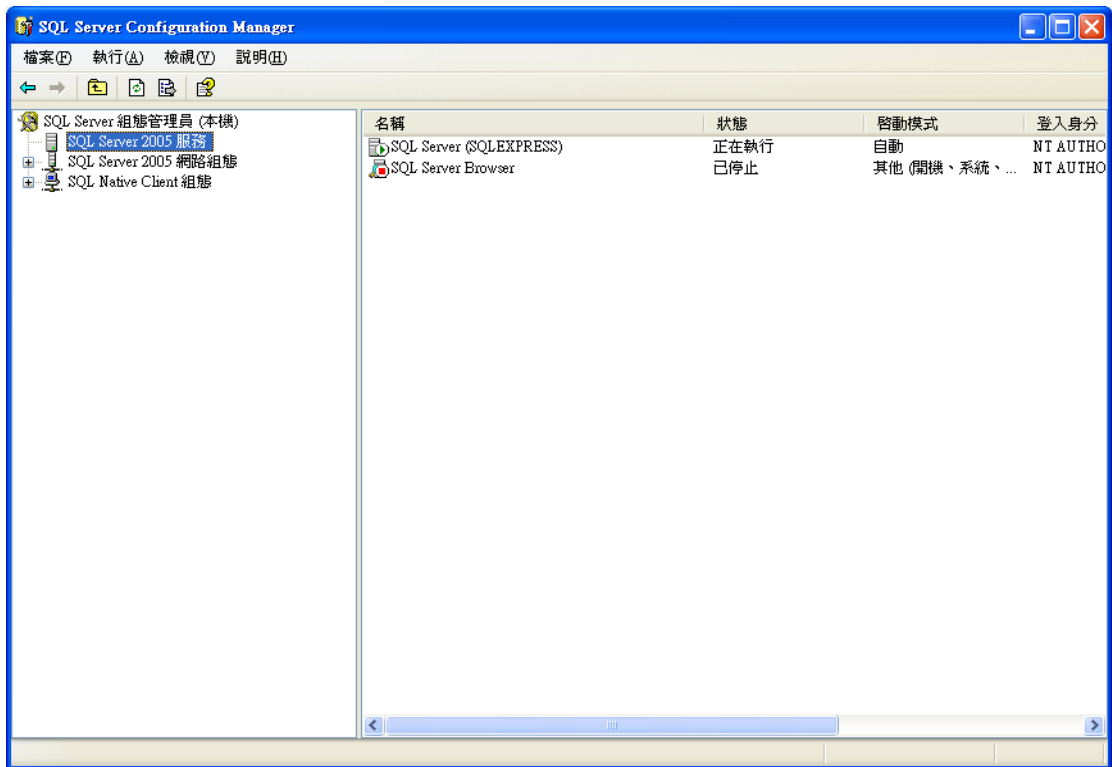 SQL Server Configuration Manager
檔案(F) 執行(A) 檢視(V) 說明(H)
SQL Server 組態管理員 (本機)
SQL Server 2005 服務
SQL Server 2005 網路組態
SQL Native Client 組態
名稱 狀態 啓動模式 登入身分
SQL Server (SQLEXPRESS) 正在執行 自動 NT AUTHO
SQL Server Browser 已停止 其他 (開機、系統、... NT AUTHO